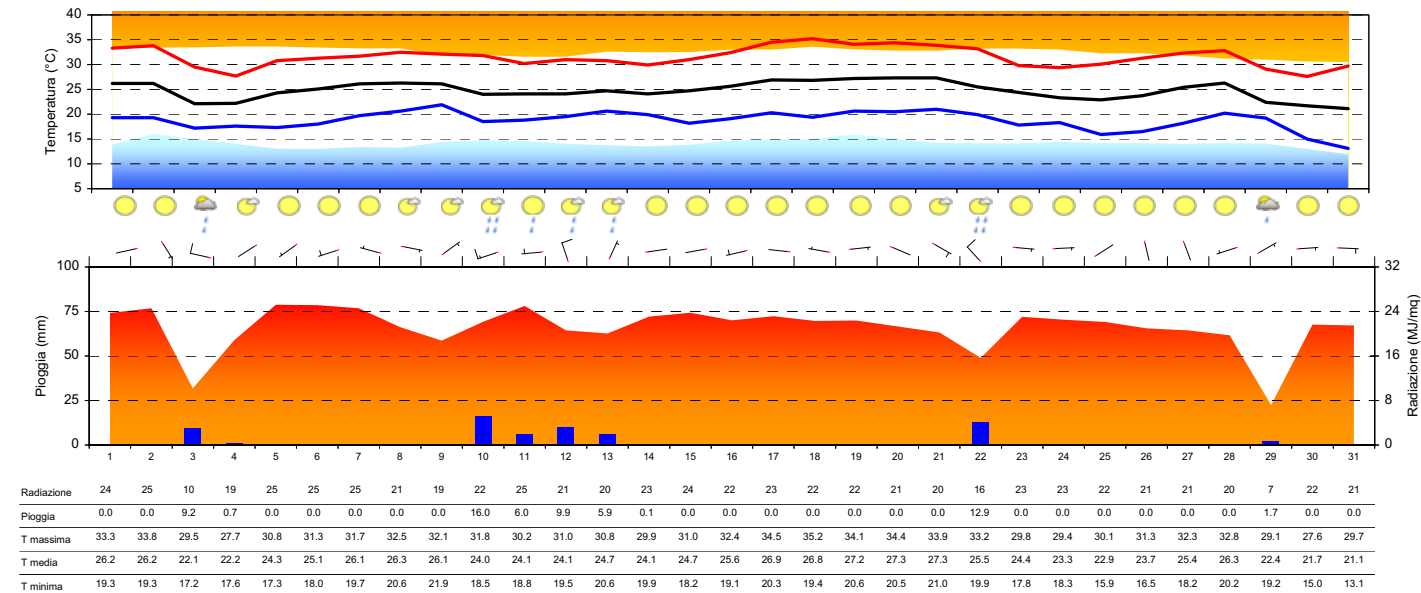 40
35
30
25
20
15
10
5
Temperatura (°C)
100
75
50
25
0
Pioggia (mm)
32
24
16
8
0
Radiazione (MJ/mq)
1 2 3 4 5 6 7 8 9 10 11 12 13 14 15 16 17 18 19 20 21 22 23 24 25 26 27 28 29 30 31
Radiazione 24 25 10 19 25 25 25 21 19 22 25 21 20 23 24 22 23 22 22 21 20 16 23 23 22 21 21 20 7 22 21
Pioggia 0.0 0.0 9.2 0.7 0.0 0.0 0.0 0.0 0.0 16.0 6.0 9.9 5.9 0.1 0.0 0.0 0.0 0.0 0.0 0.0 0.0 12.9 0.0 0.0 0.0 0.0 0.0 0.0 1.7 0.0 0.0
T massima 33.3 33.8 29.5 27.7 30.8 31.3 31.7 32.5 32.1 31.8 30.2 31.0 30.8 29.9 31.0 32.4 34.5 35.2 34.1 34.4 33.9 33.2 29.8 29.4 30.1 31.3 32.3 32.8 29.1 27.6 29.7
T media 26.2 26.2 22.1 22.2 24.3 25.1 26.1 26.3 26.1 24.0 24.1 24.1 24.7 24.1 24.7 25.6 26.9 26.8 27.2 27.3 27.3 25.5 24.4 23.3 22.9 23.7 25.4 26.3 22.4 21.7 21.1
T minima 19.3 19.3 17.2 17.6 17.3 18.0 19.7 20.6 21.9 18.5 18.8 19.5 20.6 19.9 18.2 19.1 20.3 19.4 20.6 20.5 21.0 19.9 17.8 18.3 15.9 16.5 18.2 20.2 19.2 15.0 13.1